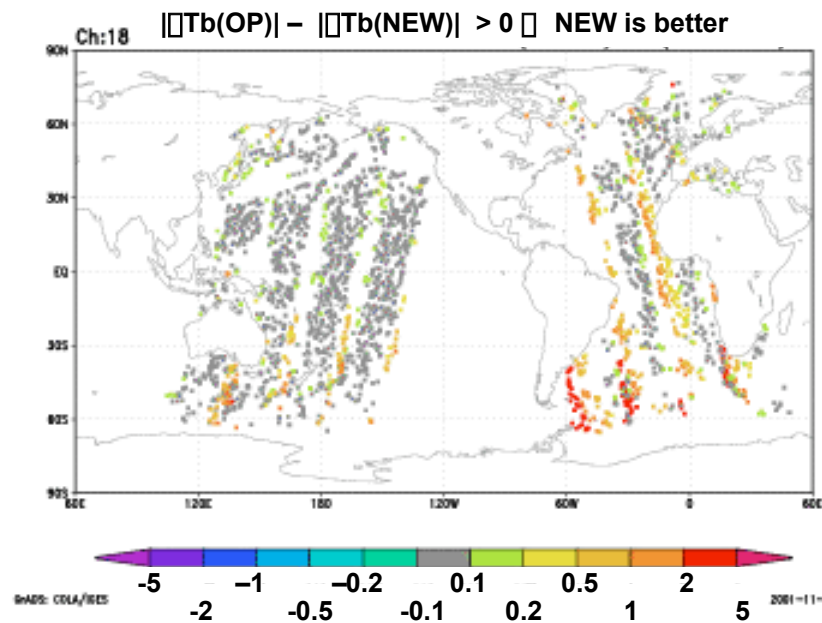 |▯Tb(OP)| – |▯Tb(NEW)| > 0 ▯ NEW is better
Ch:18
90N
60N
30N
EQ
30S
60S
90S
60E 120E 180 120W 60W 0 60E
-5 –1 –0.2 0.1 0.5 2
-2 -0.5 -0.1 0.2 1 5
GrADS: COLA/IGES
2001-11-